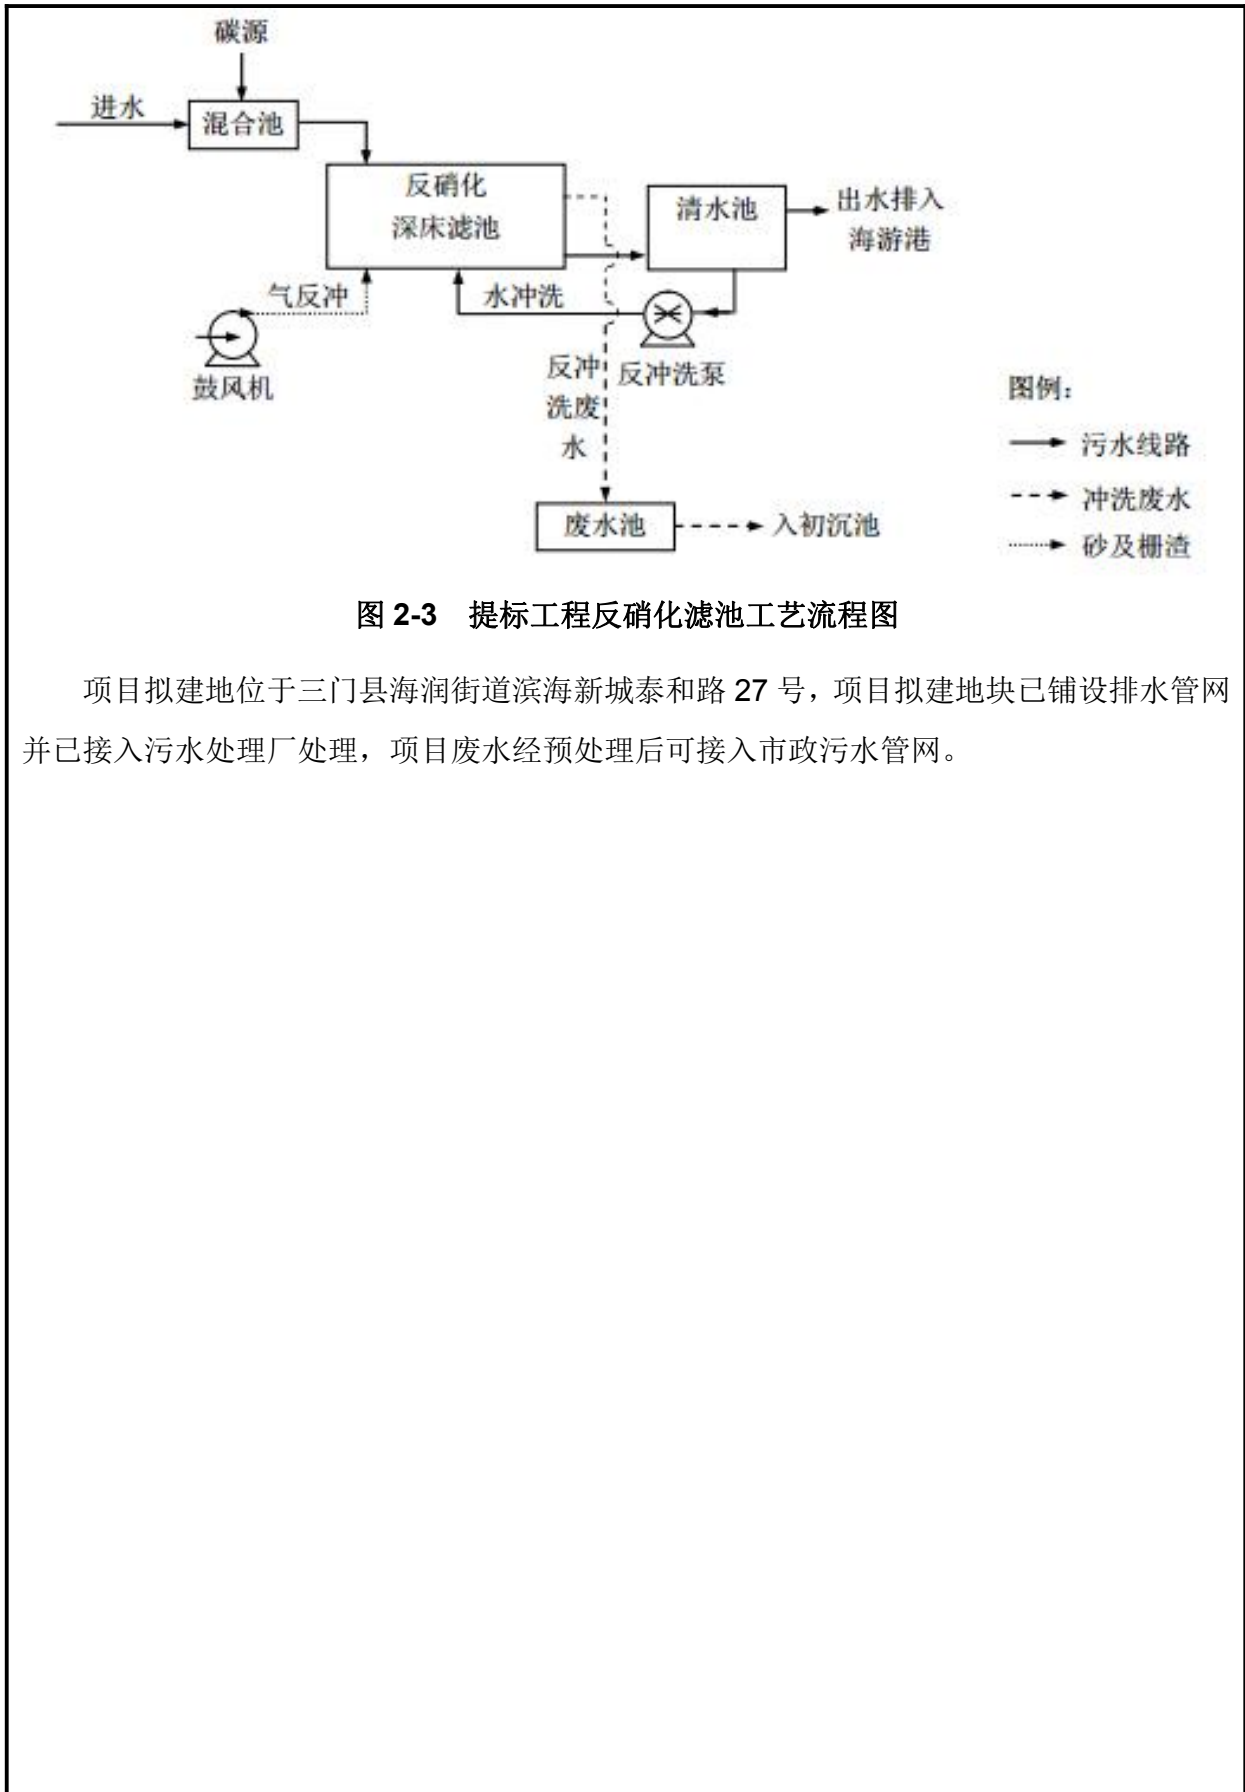 碳源
进水
混合池
反硝化
深床滤池
清水池
出水排入
海游港
气反冲
水冲洗
鼓风机
反冲
洗废
水
反冲洗泵
图例：
污水线路
冲洗废水
砂及栅渣
废水池
入初沉池
图 2-3 提标工程反硝化滤池工艺流程图
项目拟建地位于三门县海润街道滨海新城泰和路 27 号，项目拟建地块已铺设排水管网
并已接入污水处理厂处理，项目废水经预处理后可接入市政污水管网。